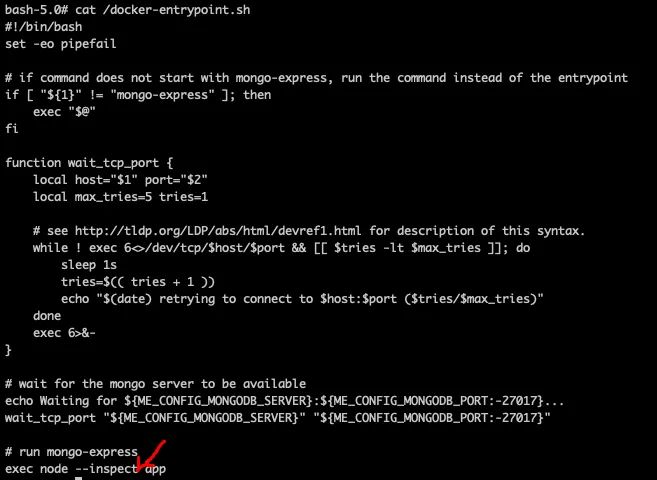 bash-5.0# cat /docker-entrypoint.sh
#!/bin/bash
set -eo pipefail
# if command does not start with mongo-express, run the command instead of the entrypoint
if [ "${1}" != "mongo-express" ]; then
    exec "$@"
fi
function wait_tcp_port {
    local host="$1" port="$2"
    local max_tries=5 tries=1
    # see http://tldp.org/LDP/abs/html/devref1.html for description of this syntax.
    while ! exec 6<>/dev/tcp/$host/$port && [[ $tries -lt $max_tries ]]; do
        sleep 1s
        tries=$(( tries + 1 ))
        echo "$(date) retrying to connect to $host:$port ($tries/$max_tries)"
    done
    exec 6>&-
}
# wait for the mongo server to be available
echo Waiting for ${ME_CONFIG_MONGODB_SERVER}:${ME_CONFIG_MONGODB_PORT:-27017}...
wait_tcp_port "${ME_CONFIG_MONGODB_SERVER}" "${ME_CONFIG_MONGODB_PORT:-27017}"
# run mongo-express
exec node --inspect app